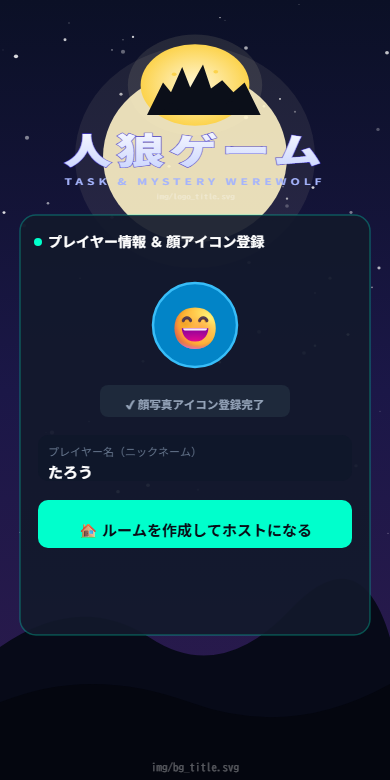 人狼ゲーム
TASK & MYSTERY WEREWOLF
img/logo_title.svg
プレイヤー情報 & 顔アイコン登録
✓ 顔写真アイコン登録完了
プレイヤー名（ニックネーム）
たろう
🏠 ルームを作成してホストになる
img/bg_title.svg